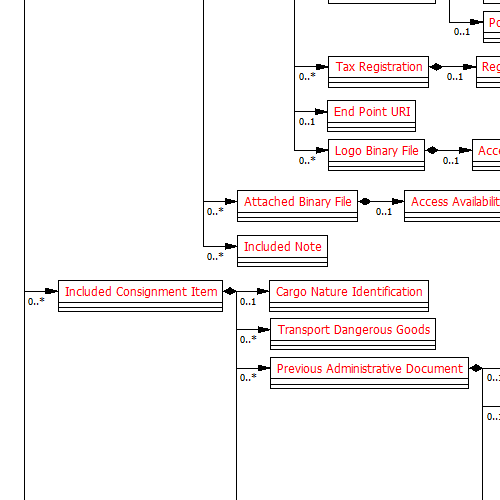 Po
0..1
Tax Registration
Reg
0..*
0..1
End Point URI
0..1
Logo Binary File
Acce
0..*
0..1
Attached Binary File
Access Availabilit
0..*
0..1
Included Note
0..*
Included Consignment Item
Cargo Nature Identification
0..*
0..1
Transport Dangerous Goods
0..*
Previous Administrative Document
0..*
0..
0..